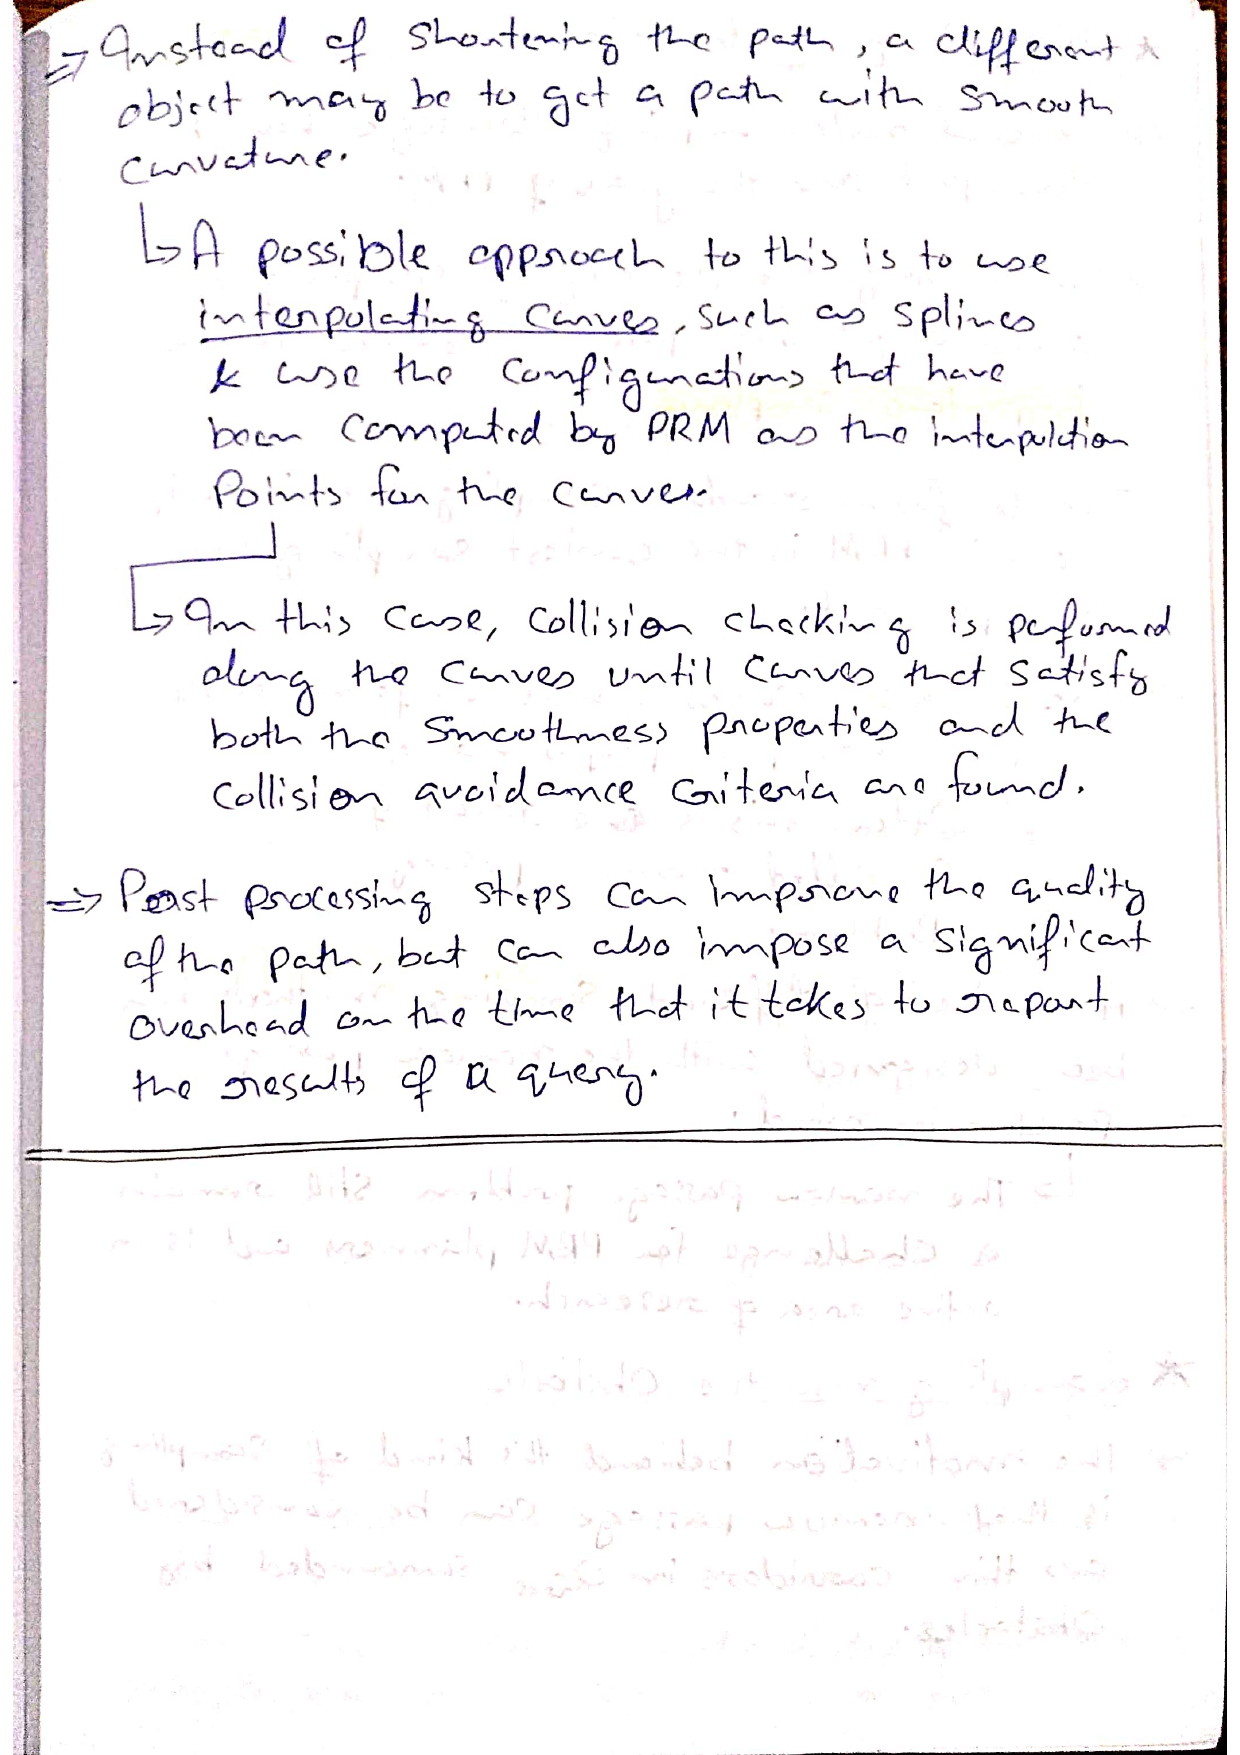 ⇒ Instead of shortening the path, a different
object may be to get a path with smooth
curvature.
↳ A possible approach to this is to use
interpolating curves, such as splines
& use the configurations that have
been computed by PRM as the interpolation
Points for the curves.
↳ In this case, collision checking is performed
along the curves until curves that satisfy
both the smoothness properties and the
collision avoidance criteria are found.
⇒ Post processing steps can improve the quality
of the path, but can also impose a significant
overhead on the time that it takes to report
the results of a query.